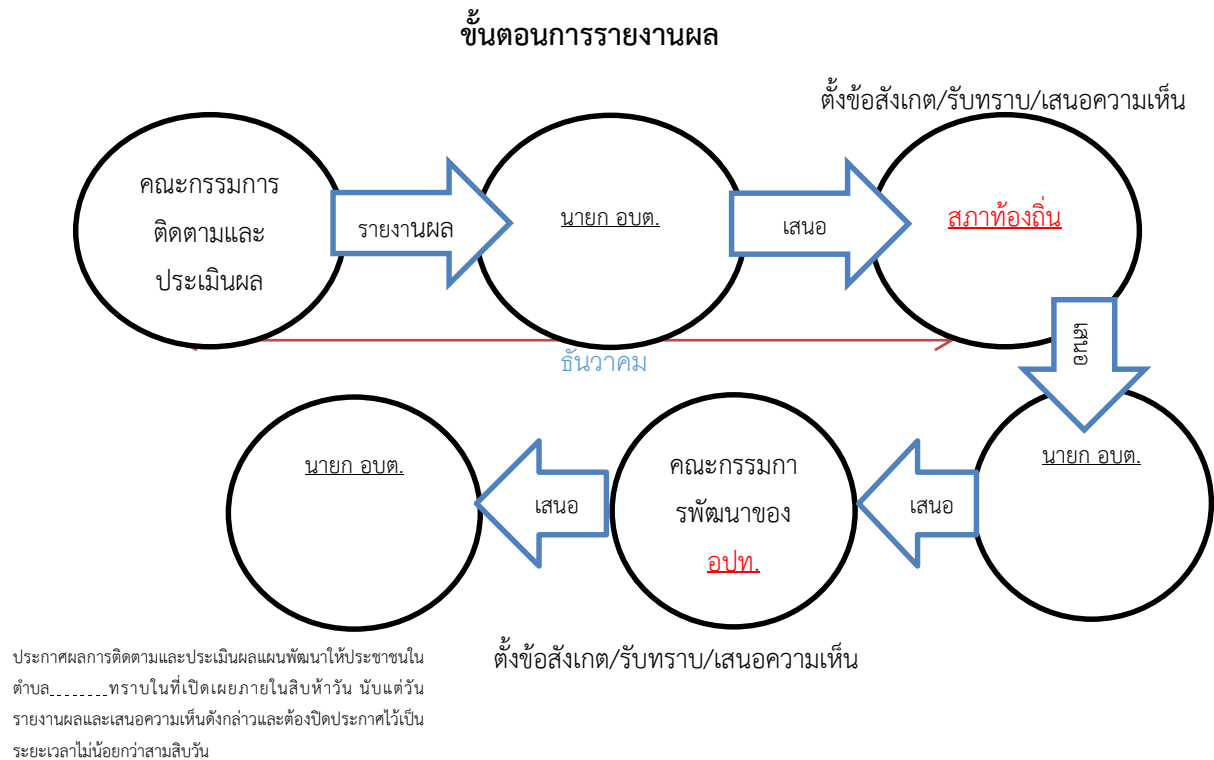 ขั้นตอนการรายงานผล
ตั้งข้อสังเกต/รับทราบ/เสนอความเห็น
คณะกรรมการ
ติดตามและ
ประเมินผล
รายงานผล
นายก อบต.
เสนอ
สภาท้องถิ่น
ธันวาคม
เสนอ
นายก อบต.
เสนอ
คณะกรรมกา
รพัฒนาของ
อปท.
เสนอ
นายก อบต.
ตั้งข้อสังเกต/รับทราบ/เสนอความเห็น
ประกาศผลการติดตามและประเมินผลแผนพัฒนาให้ประชาชนใน
ตำบล________ทราบในที่เปิดเผยภายในสิบห้าวัน นับแต่วัน
รายงานผลและเสนอความเห็นดังกล่าวและต้องปิดประกาศไว้เป็น
ระยะเวลาไม่น้อยกว่าสามสิบวัน